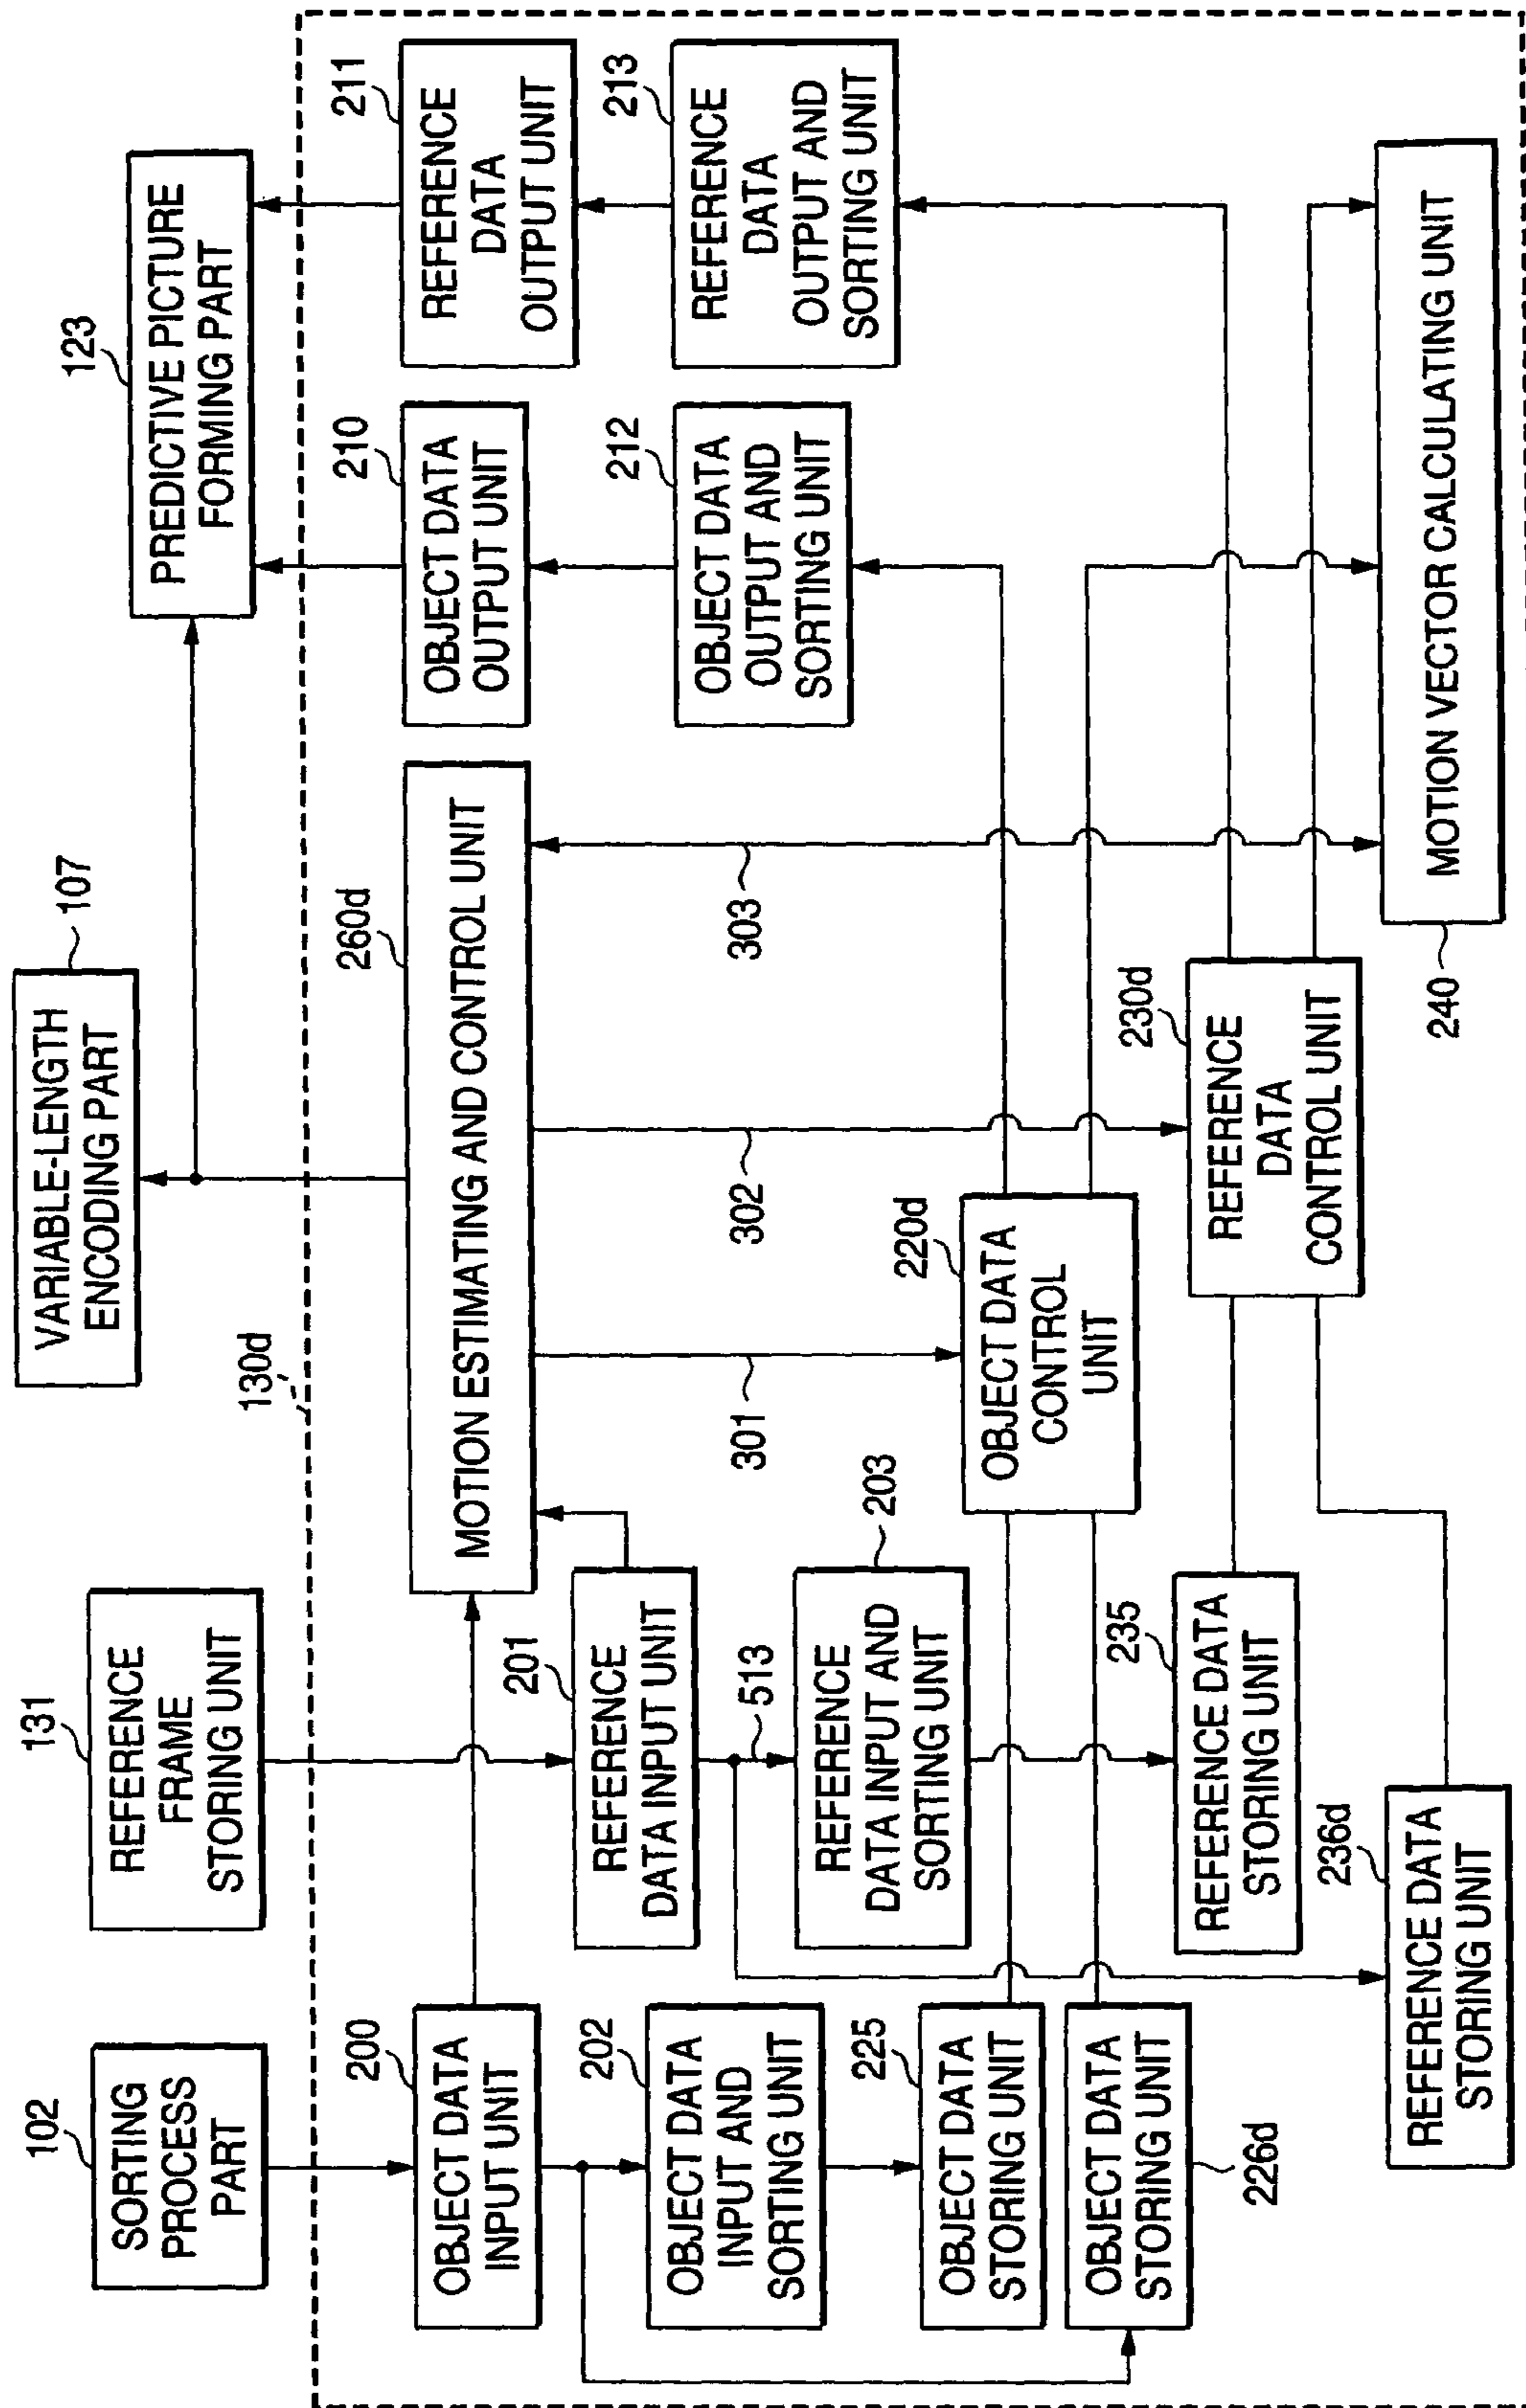 102
SORTING
PROCESS
PART
131
REFERENCE
FRAME
STORING UNIT
VARIABLE-LENGTH
ENCODING PART
107
123
PREDICTIVE PICTURE
FORMING PART
130d
200
OBJECT DATA
INPUT UNIT
201
REFERENCE
DATA INPUT UNIT
260d
MOTION ESTIMATING AND CONTROL UNIT
210
OBJECT DATA
OUTPUT UNIT
211
REFERENCE
DATA
OUTPUT UNIT
202
OBJECT DATA
INPUT AND
SORTING UNIT
513
203
REFERENCE
DATA INPUT AND
SORTING UNIT
301
302
303
212
OBJECT DATA
OUTPUT AND
SORTING UNIT
213
REFERENCE
DATA
OUTPUT AND
SORTING UNIT
225
OBJECT DATA
STORING UNIT
OBJECT DATA
STORING UNIT
226d
220d
OBJECT DATA
CONTROL
UNIT
235
REFERENCE DATA
STORING UNIT
230d
REFERENCE
DATA
CONTROL UNIT
236d
REFERENCE DATA
STORING UNIT
240
MOTION VECTOR CALCULATING UNIT